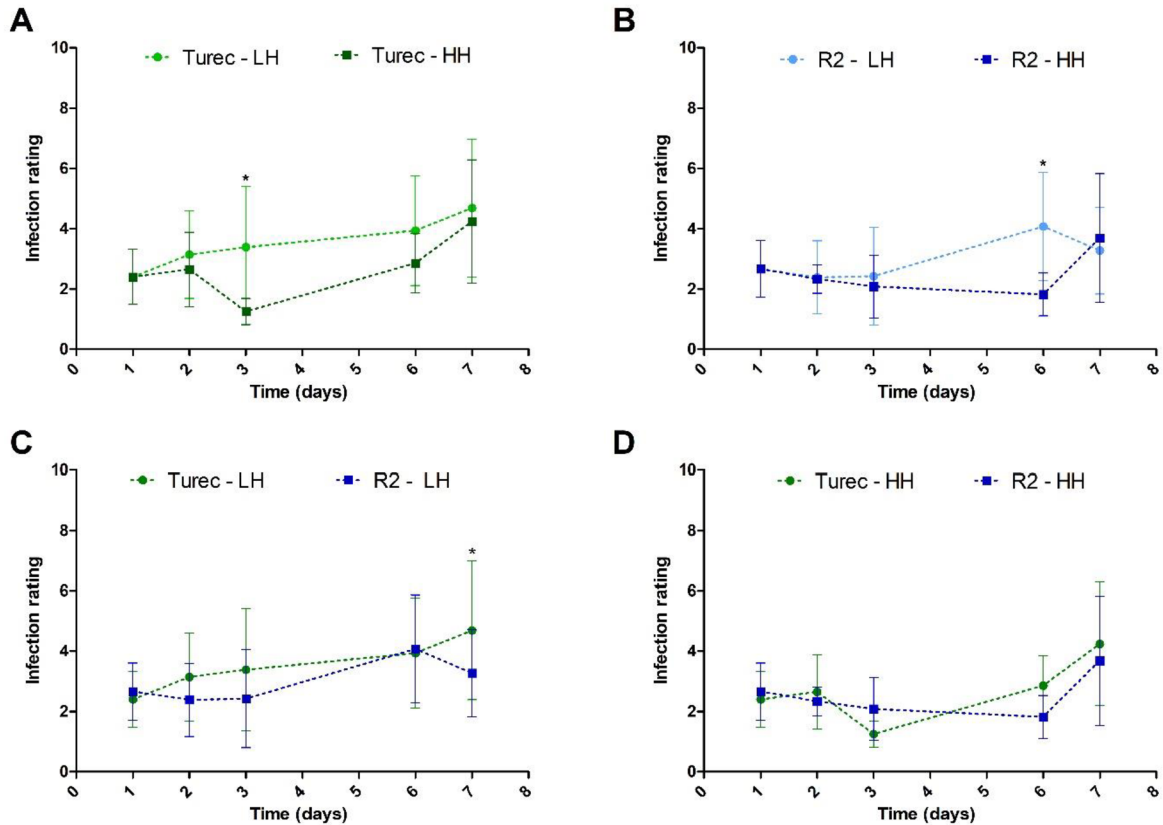 A
Turec - LH
Turec - HH
Infection rating
10
8
6
4
2
0
*
0 1 2 3 4 5 6 7 8
Time (days)
B
R2 - LH
R2 - HH
Infection rating
10
8
6
4
2
0
*
0 1 2 3 4 5 6 7 8
Time (days)
C
Turec - LH
R2 - LH
Infection rating
10
8
6
4
2
0
*
0 1 2 3 4 5 6 7 8
Time (days)
D
Turec - HH
R2 - HH
Infection rating
10
8
6
4
2
0
0 1 2 3 4 5 6 7 8
Time (days)